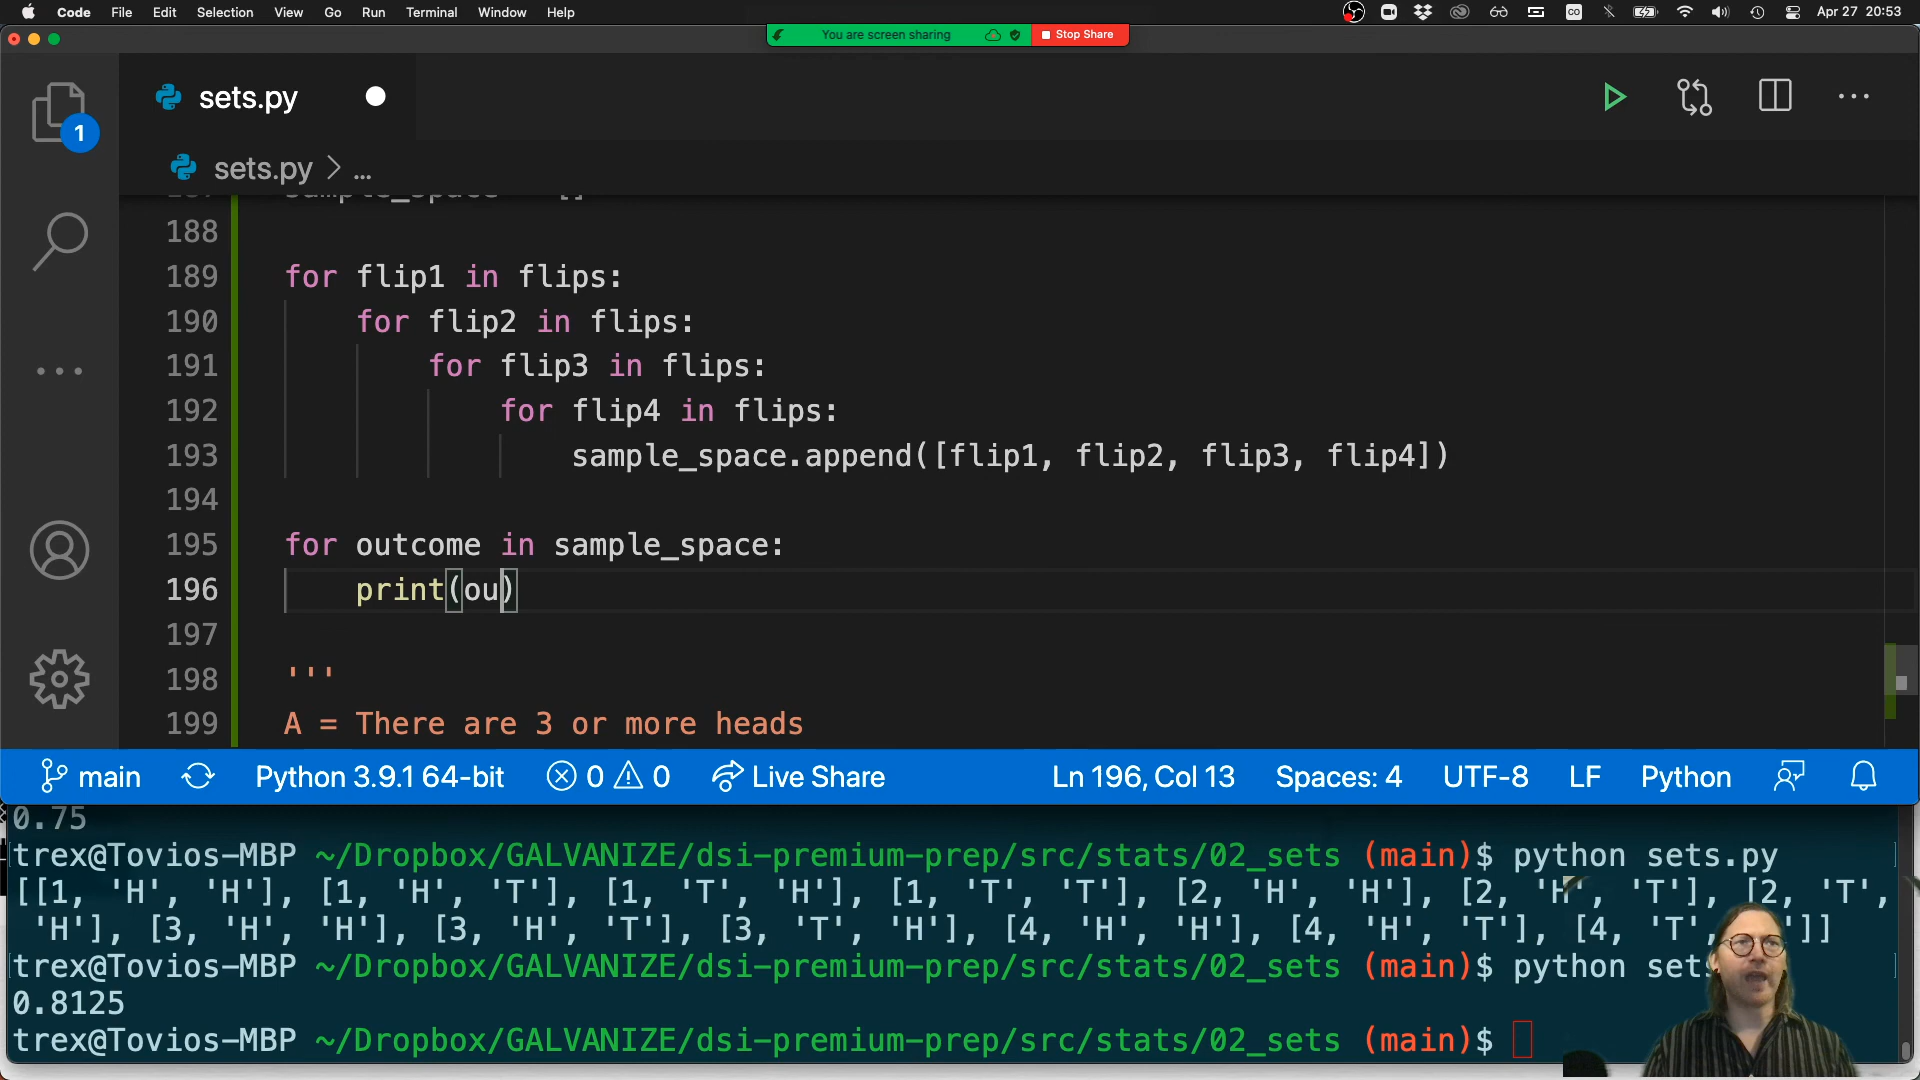 Code File Edit Selection View Go Run Terminal Window Help Apr 27 20:53
You are screen sharing Stop Share
sets.py
1
sets.py > ...
188
189 for flip1 in flips:
190 for flip2 in flips:
191 for flip3 in flips:
192 for flip4 in flips:
193 sample_space.append([flip1, flip2, flip3, flip4])
194
195 for outcome in sample_space:
196 print(ou)
197
198 '''
199 A = There are 3 or more heads
main Python 3.9.1 64-bit 0 0 Live Share Ln 196, Col 13 Spaces: 4 UTF-8 LF Python
0.75
trex@Tovios-MBP ~/Dropbox/GALVANIZE/dsi-premium-prep/src/stats/02_sets (main)$ python sets.py
[[1, 'H', 'H'], [1, 'H', 'T'], [1, 'T', 'H'], [1, 'T', 'T'], [2, 'H', 'H'], [2, 'H', 'T'], [2, 'T',
'H'], [3, 'H', 'H'], [3, 'H', 'T'], [3, 'T', 'H'], [4, 'H', 'H'], [4, 'H', 'T'], [4, 'T', ']]
trex@Tovios-MBP ~/Dropbox/GALVANIZE/dsi-premium-prep/src/stats/02_sets (main)$ python
0.8125
trex@Tovios-MBP ~/Dropbox/GALVANIZE/dsi-premium-prep/src/stats/02_sets (main)$